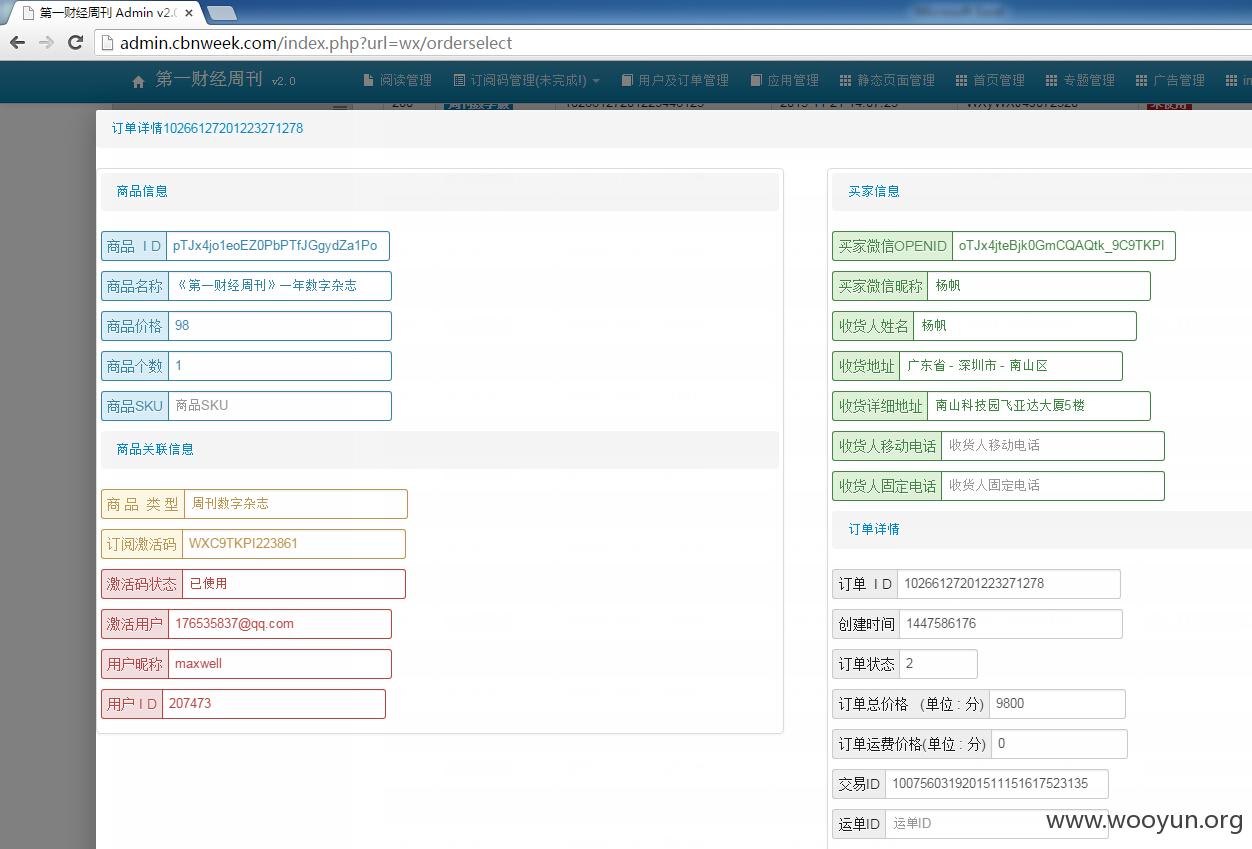 第一财经周刊 Admin v2.0
admin.cbnweek.com/index.php?url=wx/orderselect
第一财经周刊 v2.0 阅读管理 订阅码管理(未完成!) 用户及订单管理 应用管理 静态页面管理 首页管理 专题管理 广告管理
订单详情10266127201223271278
商品信息
商品 ID pTJx4jo1eoEZ0PbPTfJGgydZa1Po
商品名称 《第一财经周刊》一年数字杂志
商品价格 98
商品个数 1
商品SKU 商品SKU
商品关联信息
商品 类型 周刊数字杂志
订阅激活码 WXC9TKPI223861
激活码状态 已使用
激活用户 176535837@qq.com
用户昵称 maxwell
用户ID 207473
买家信息
买家微信OPENID oTJx4jteBjk0GmCQAQtk_9C9TKPI
买家微信昵称 杨帆
收货人姓名 杨帆
收货地址 广东省 - 深圳市 - 南山区
收货详细地址 南山科技园飞亚达大厦5楼
收货人移动电话 收货人移动电话
收货人固定电话 收货人固定电话
订单详情
订单 ID 10266127201223271278
创建时间 1447586176
订单状态 2
订单总价格 (单位:分) 9800
订单运费价格(单位:分) 0
交易ID 1007560319201511151617523135
运单ID 运单ID
www.wooyun.org